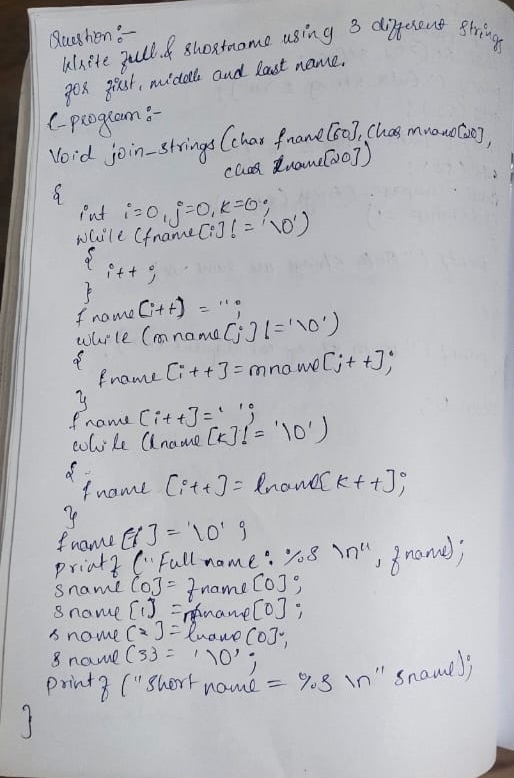 Question :-
Write full & shortname using 3 different strings
for first, middle and last name.
C program :-
Void join_strings (char fname[60], char mname[20],
char lname[20])
{
int i=0, j=0, k=0;
while (fname[i] != '\0')
{
i++;
}
fname[i++] = ' ';
while (mname[j] != '\0')
{
fname[i++] = mname[j++];
}
fname[i++] = ' ';
while (lname[k] != '\0')
{
fname [i++] = lname[k++];
}
fname[i] = '\0';
printf ("Full name: %s \n", fname);
sname[0] = fname[0];
sname[1] = mname[0];
sname[2] = lname[0];
sname[3] = '\0';
printf ("Short name = %s \n" sname);
}